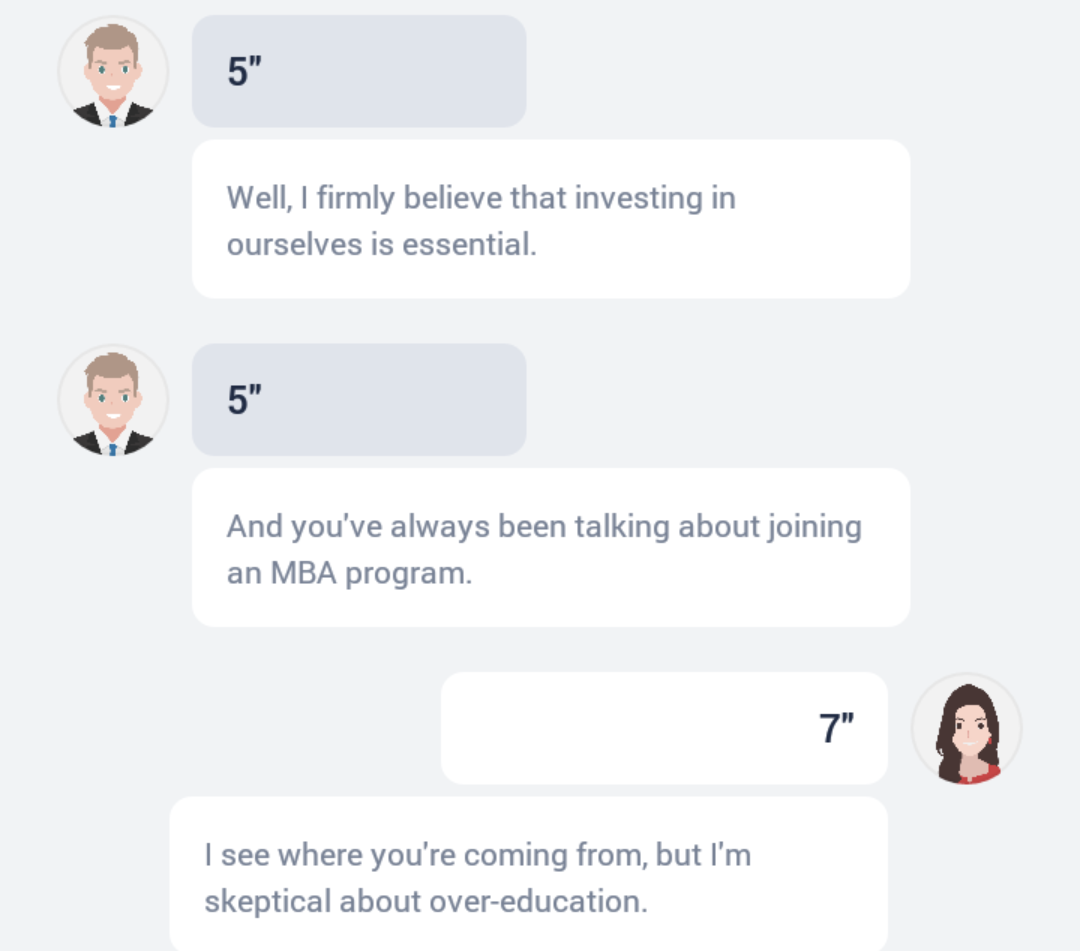 5"
Well, I firmly believe that investing in
ourselves is essential.
5"
And you've always been talking about joining
an MBA program.
7"
I see where you're coming from, but I'm
skeptical about over-education.